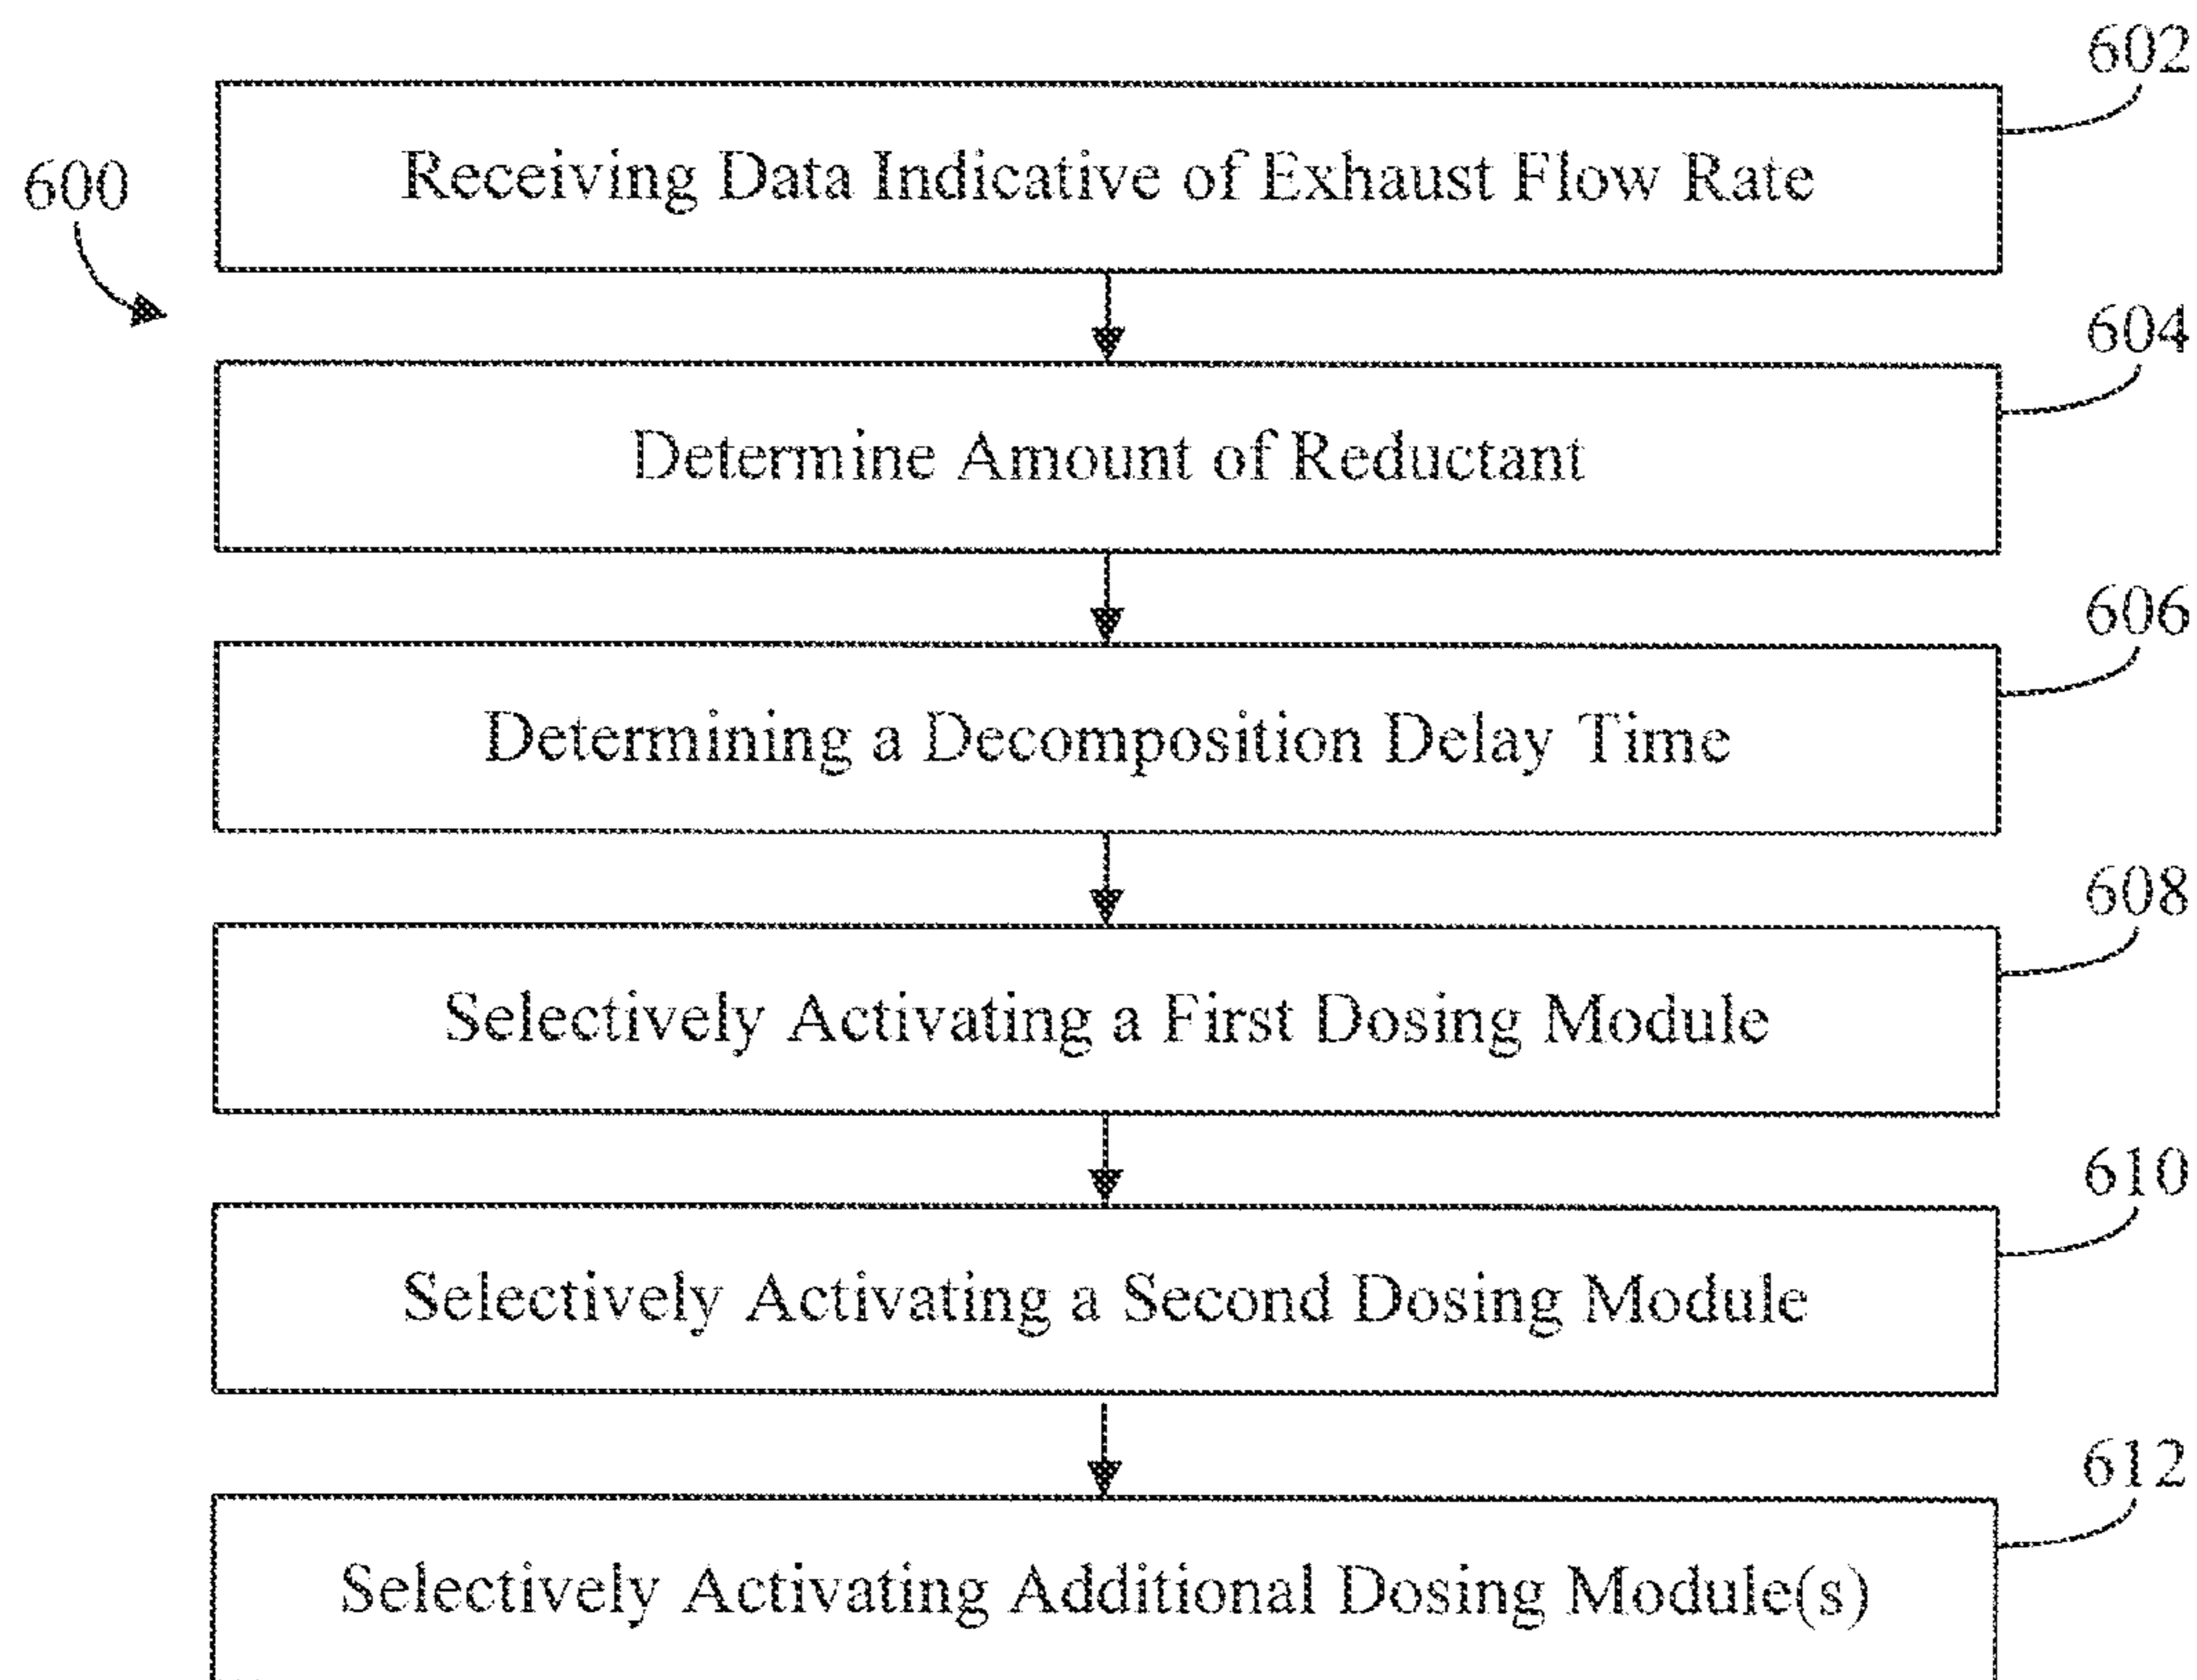 602
Receiving Data Indicative of Exhaust Flow Rate
600
604
Determine Amount of Reductant
606
Determining a Decomposition Delay Time
608
Selectively Activating a First Dosing Module
610
Selectively Activating a Second Dosing Module
612
Selectively Activating Additional Dosing Module(s)